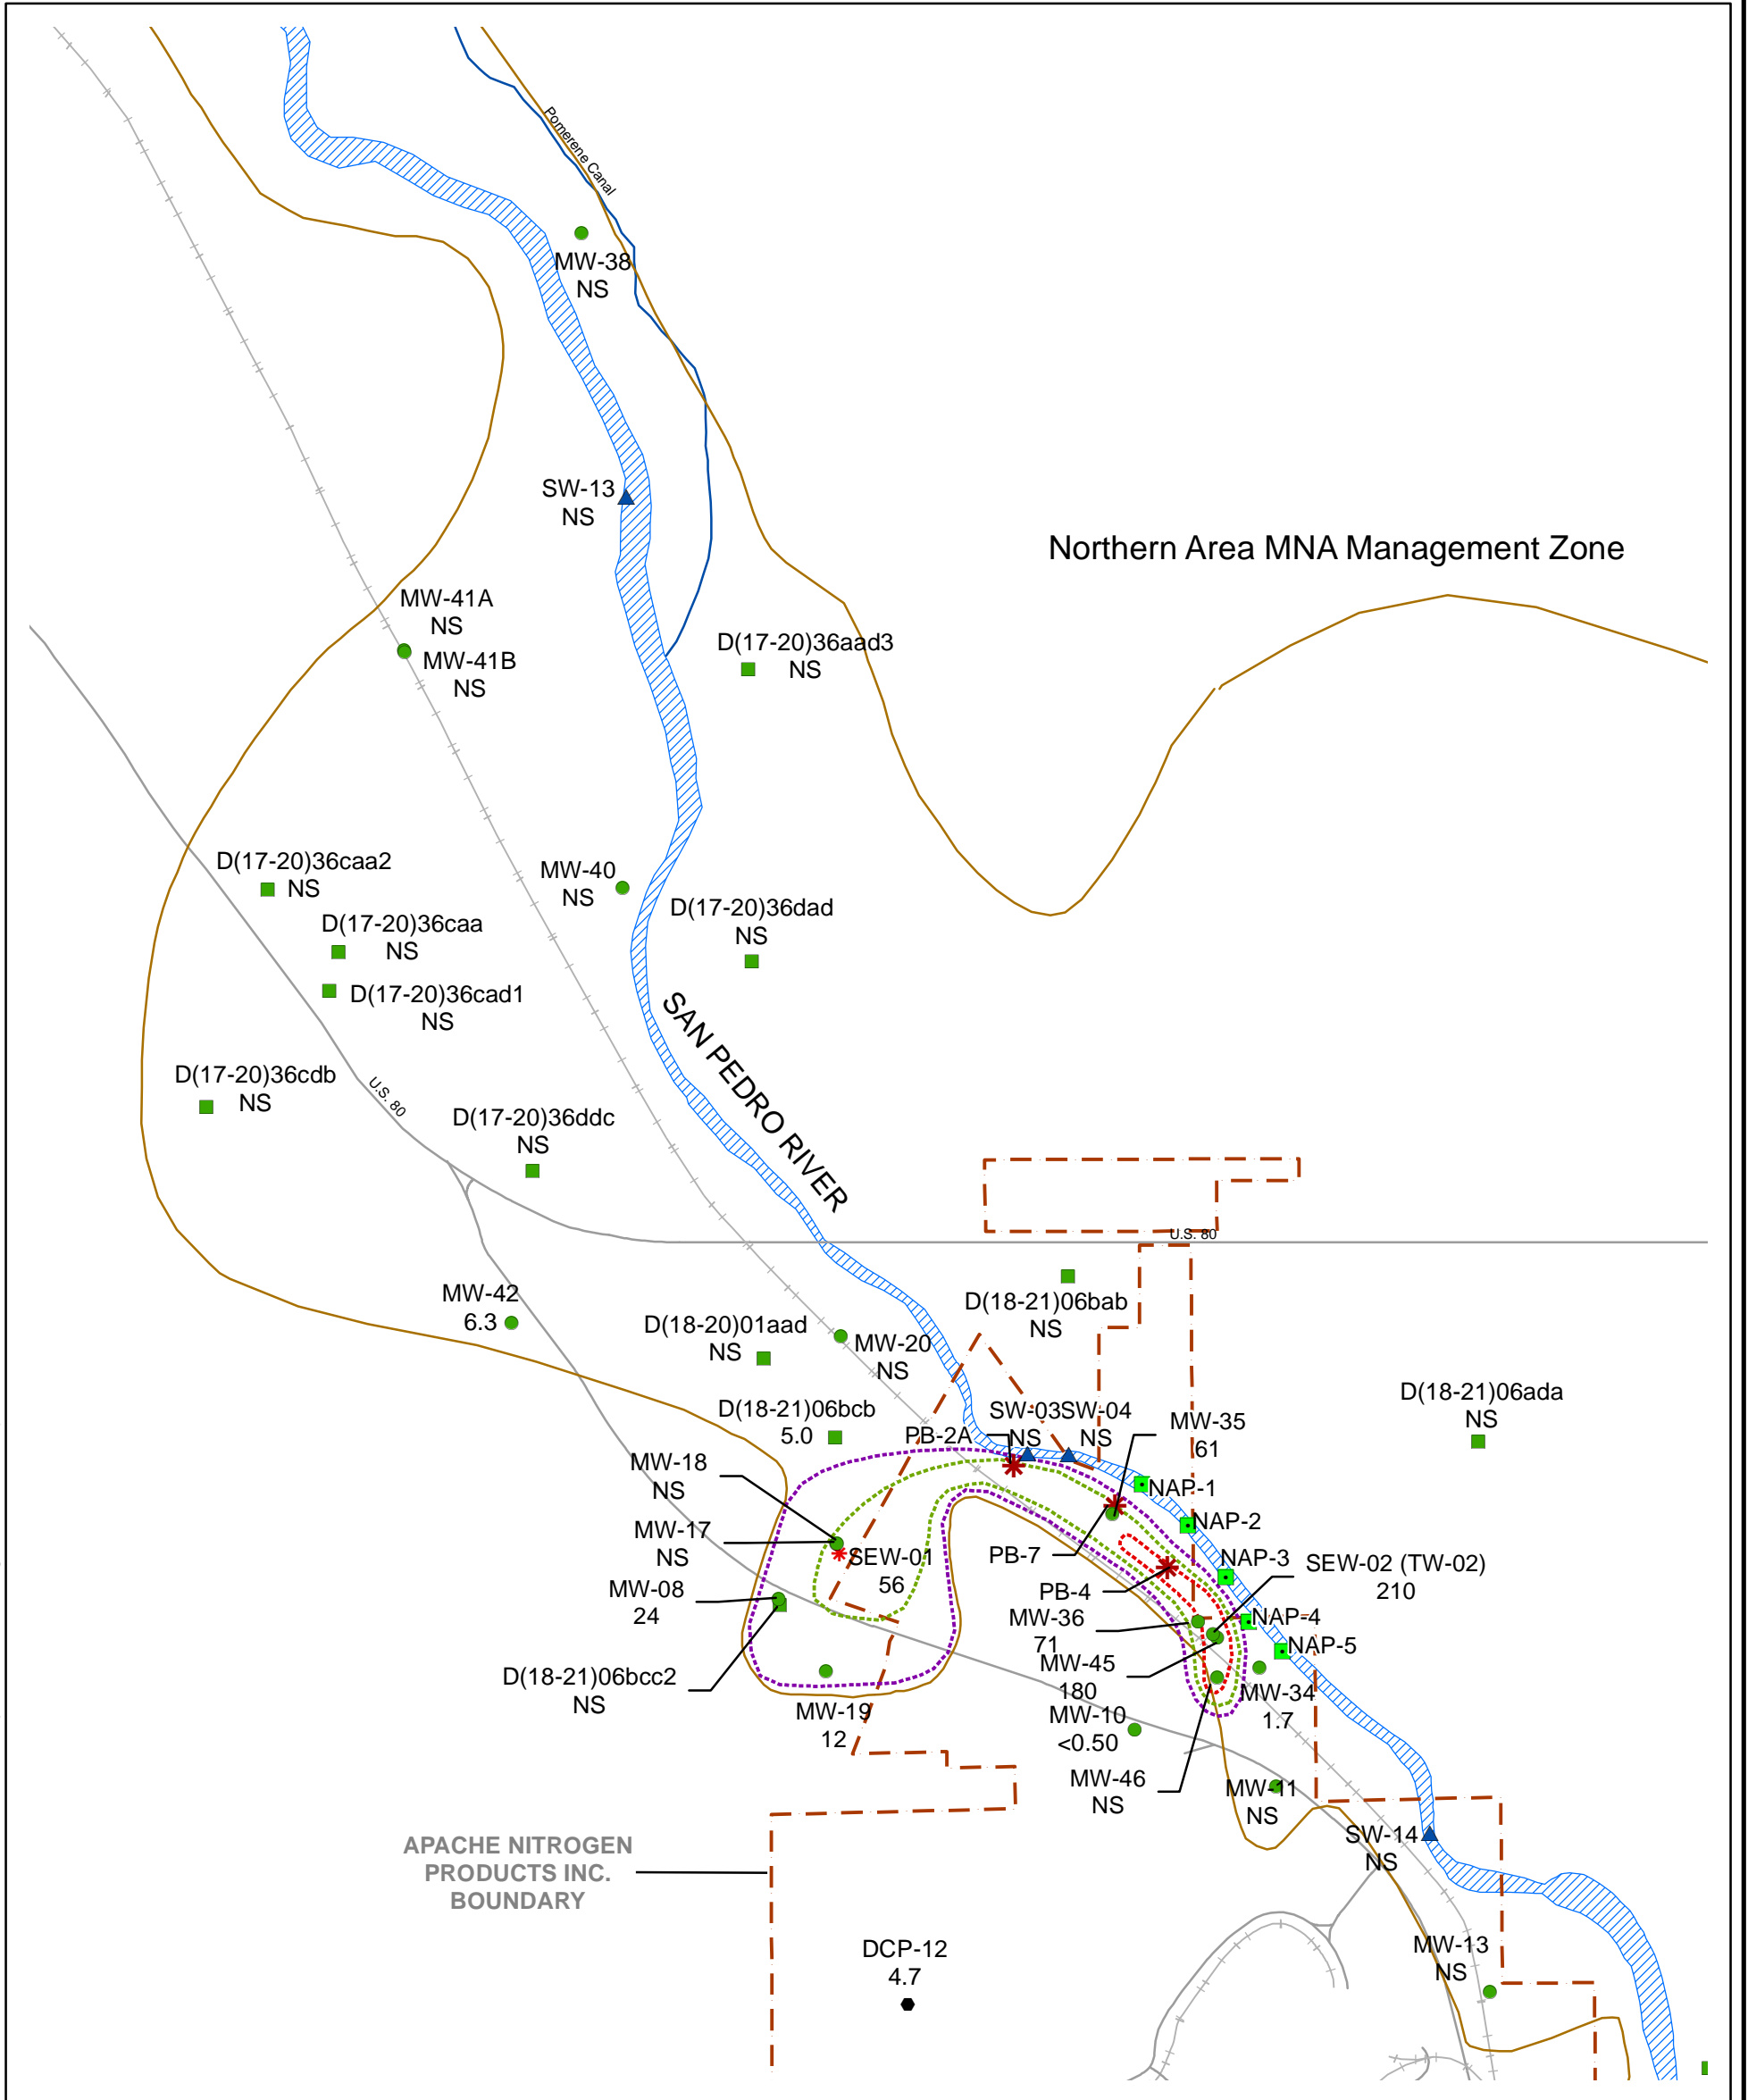 Pomerene Canal
MW-38
NS
SW-13
NS
Northern Area MNA Management Zone
MW-41A
NS
MW-41B
NS
D(17-20)36aad3
NS
D(17-20)36caa2
NS
MW-40
NS
D(17-20)36dad
NS
D(17-20)36caa
NS
D(17-20)36cad1
NS
SAN PEDRO RIVER
D(17-20)36cdb
NS
U.S. 80
D(17-20)36ddc
NS
U.S. 80
MW-42
6.3
D(18-21)06bab
NS
D(18-20)01aad
NS
MW-20
NS
D(18-21)06ada
NS
D(18-21)06bcb
5.0
PB-2A
SW-03
NS
SW-04
NS
MW-35
61
MW-18
NS
NAP-1
MW-17
NS
NAP-2
SEW-01
56
PB-7
NAP-3
SEW-02 (TW-02)
210
MW-08
24
PB-4
MW-36
71
NAP-4
NAP-5
MW-45
180
D(18-21)06bcc2
NS
MW-34
1.7
MW-19
12
MW-10
<0.50
MW-46
NS
MW-11
NS
SW-14
NS
APACHE NITROGEN
PRODUCTS INC.
BOUNDARY
DCP-12
4.7
MW-13
NS